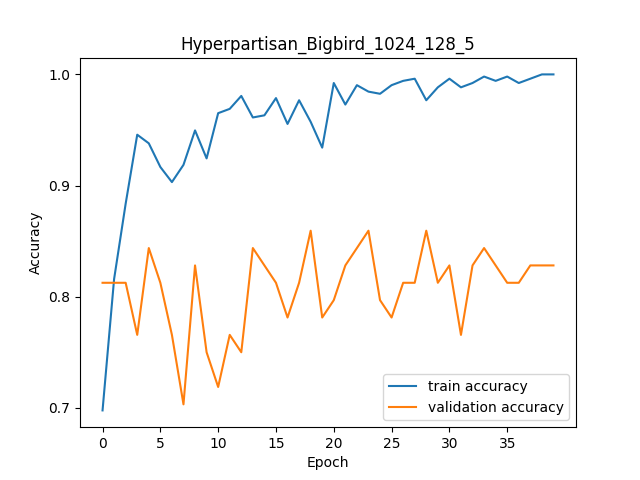 Hyperpartisan_Bigbird_1024_128_5
1.0
0.9
0.8
0.7
Accuracy
train accuracy
validation accuracy
0 5 10 15 20 25 30 35
Epoch